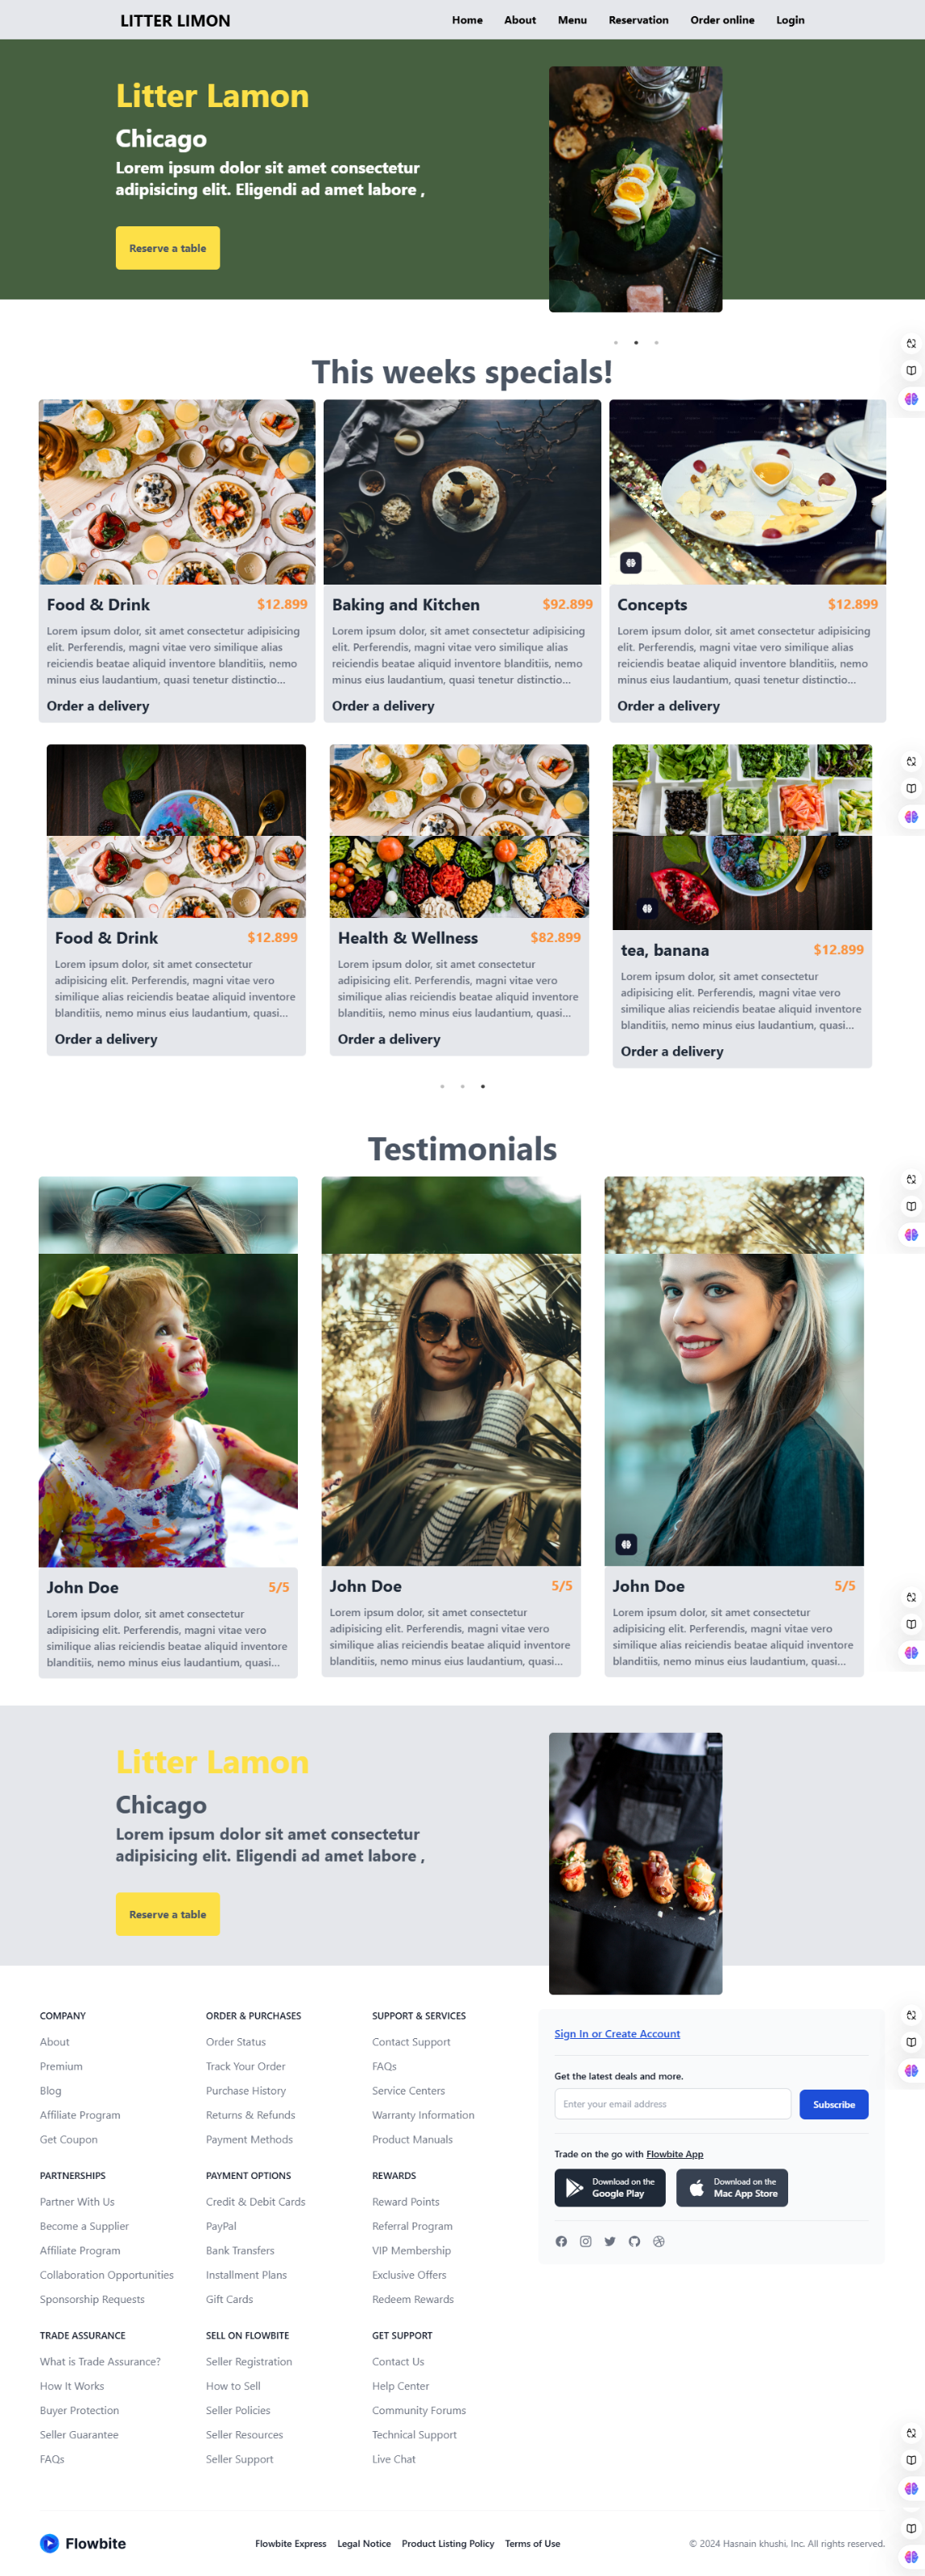 LITTER LIMON
Home About Menu Reservation Order online Login
Litter Lamon
Chicago
Lorem ipsum dolor sit amet consectetur
adipisicing elit. Eligendi ad amet labore ,
Reserve a table
This weeks specials!
Food & Drink $12.899
Lorem ipsum dolor, sit amet consectetur adipisicing
elit. Perferendis, magni vitae vero similique alias
reiciendis beatae aliquid inventore blanditiis, nemo
minus eius laudantium, quasi tenetur distinctio...
Order a delivery
Baking and Kitchen $92.899
Lorem ipsum dolor, sit amet consectetur adipisicing
elit. Perferendis, magni vitae vero similique alias
reiciendis beatae aliquid inventore blanditiis, nemo
minus eius laudantium, quasi tenetur distinctio...
Order a delivery
Concepts $12.899
Lorem ipsum dolor, sit amet consectetur adipisicing
elit. Perferendis, magni vitae vero similique alias
reiciendis beatae aliquid inventore blanditiis, nemo
minus eius laudantium, quasi tenetur distinctio...
Order a delivery
Food & Drink $12.899
Lorem ipsum dolor, sit amet consectetur
adipisicing elit. Perferendis, magni vitae vero
similique alias reiciendis beatae aliquid inventore
blanditiis, nemo minus eius laudantium, quasi...
Order a delivery
Health & Wellness $82.899
Lorem ipsum dolor, sit amet consectetur
adipisicing elit. Perferendis, magni vitae vero
similique alias reiciendis beatae aliquid inventore
blanditiis, nemo minus eius laudantium, quasi...
Order a delivery
tea, banana $12.899
Lorem ipsum dolor, sit amet consectetur
adipisicing elit. Perferendis, magni vitae vero
similique alias reiciendis beatae aliquid inventore
blanditiis, nemo minus eius laudantium, quasi...
Order a delivery
Testimonials
John Doe 5/5
Lorem ipsum dolor, sit amet consectetur
adipisicing elit. Perferendis, magni vitae vero
similique alias reiciendis beatae aliquid inventore
blanditiis, nemo minus eius laudantium, quasi...
John Doe 5/5
Lorem ipsum dolor, sit amet consectetur
adipisicing elit. Perferendis, magni vitae vero
similique alias reiciendis beatae aliquid inventore
blanditiis, nemo minus eius laudantium, quasi...
John Doe 5/5
Lorem ipsum dolor, sit amet consectetur
adipisicing elit. Perferendis, magni vitae vero
similique alias reiciendis beatae aliquid inventore
blanditiis, nemo minus eius laudantium, quasi...
Litter Lamon
Chicago
Lorem ipsum dolor sit amet consectetur
adipisicing elit. Eligendi ad amet labore ,
Reserve a table
COMPANY
About
Premium
Blog
Affiliate Program
Get Coupon
ORDER & PURCHASES
Order Status
Track Your Order
Purchase History
Returns & Refunds
Payment Methods
SUPPORT & SERVICES
Contact Support
FAQs
Service Centers
Warranty Information
Product Manuals
PARTNERSHIPS
Partner With Us
Become a Supplier
Affiliate Program
Collaboration Opportunities
Sponsorship Requests
PAYMENT OPTIONS
Credit & Debit Cards
PayPal
Bank Transfers
Installment Plans
Gift Cards
REWARDS
Reward Points
Referral Program
VIP Membership
Exclusive Offers
Redeem Rewards
TRADE ASSURANCE
What is Trade Assurance?
How It Works
Buyer Protection
Seller Guarantee
FAQs
SELL ON FLOWBITE
Seller Registration
How to Sell
Seller Policies
Seller Resources
Seller Support
GET SUPPORT
Contact Us
Help Center
Community Forums
Technical Support
Live Chat
Sign In or Create Account
Get the latest deals and more.
Enter your email address
Subscribe
Trade on the go with Flowbite App
Download on the
Google Play
Download on the
Mac App Store
Flowbite
Flowbite Express Legal Notice Product Listing Policy Terms of Use
© 2024 Hasnain khushi, Inc. All rights reserved.